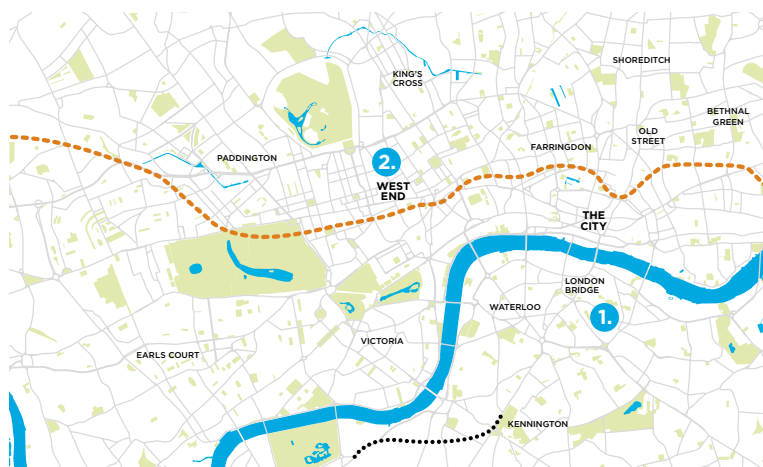 SHOREDITCH
KING'S
CROSS
BETHNAL
GREEN
OLD
STREET
FARRINGDON
PADDINGTON
2.
WEST
END
THE
CITY
LONDON
BRIDGE
WATERLOO
1.
VICTORIA
EARLS COURT
KENNINGTON